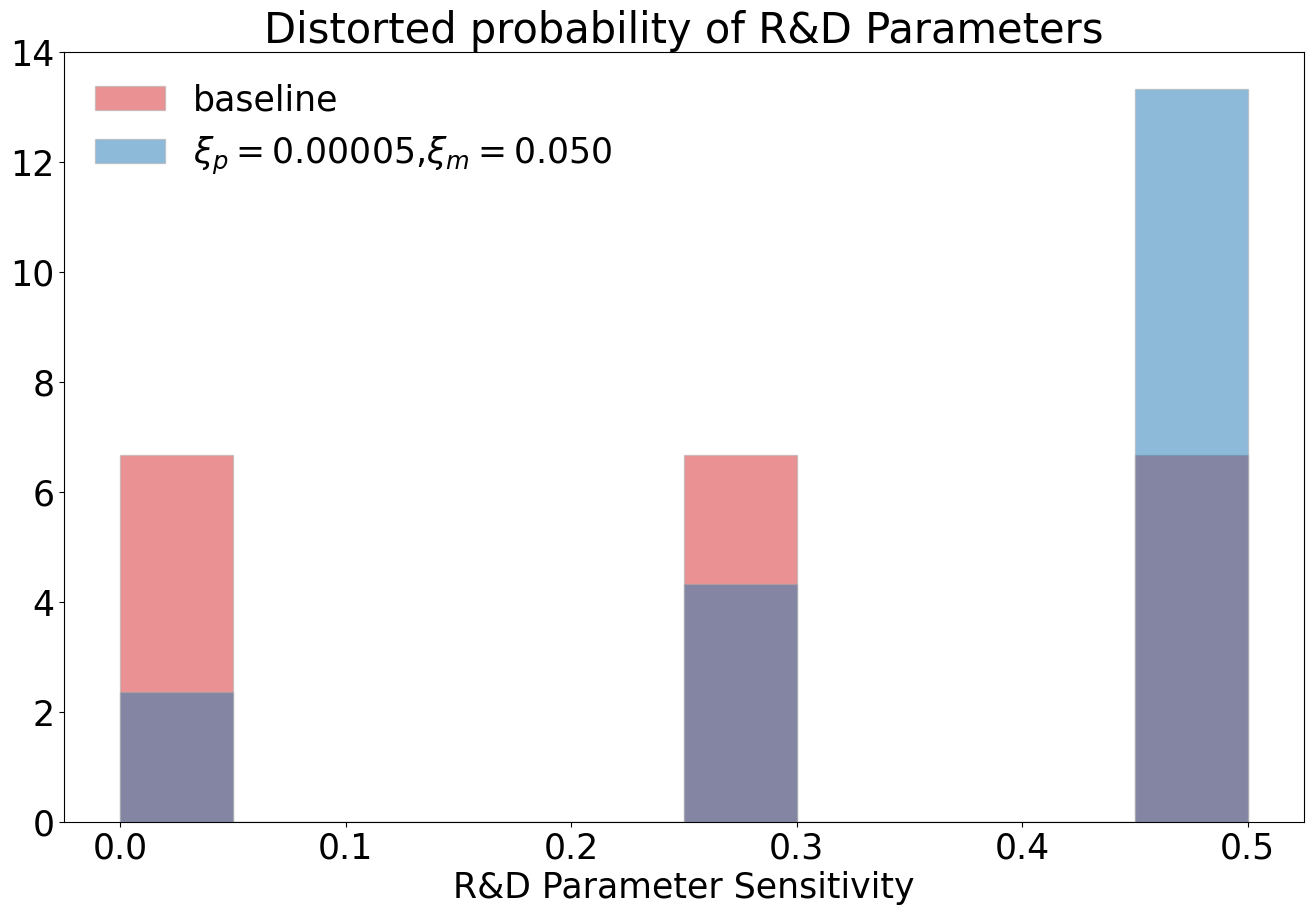 Distorted probability of R&D Parameters
14
12
10
8
6
4
2
0
baseline
ξₚ = 0.00005,ξₘ = 0.050
0.0 0.1 0.2 0.3 0.4 0.5
R&D Parameter Sensitivity